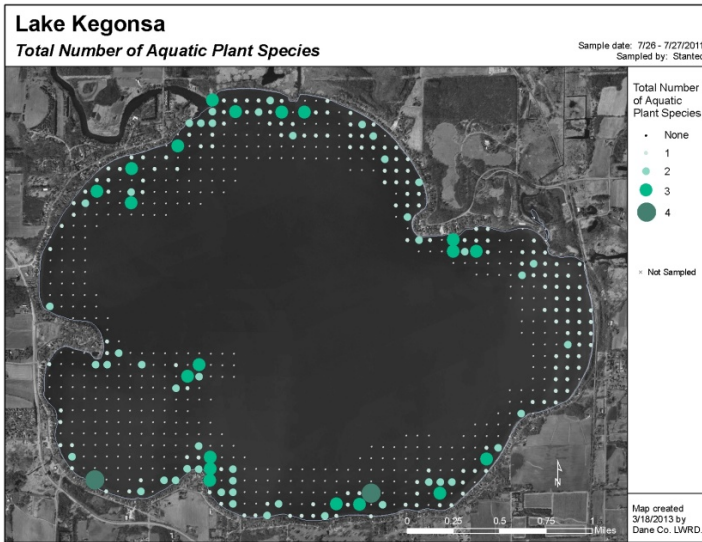 Lake Kegonsa
Total Number of Aquatic Plant Species
Sample date: 7/26 - 7/27/2011
Sampled by: Stantec
Total Number
of Aquatic
Plant Species
None
1
2
3
4
Not Sampled
N
0 0.25 0.5 1
Miles
Map created
3/18/2013 by
Dane Co. LWRD.